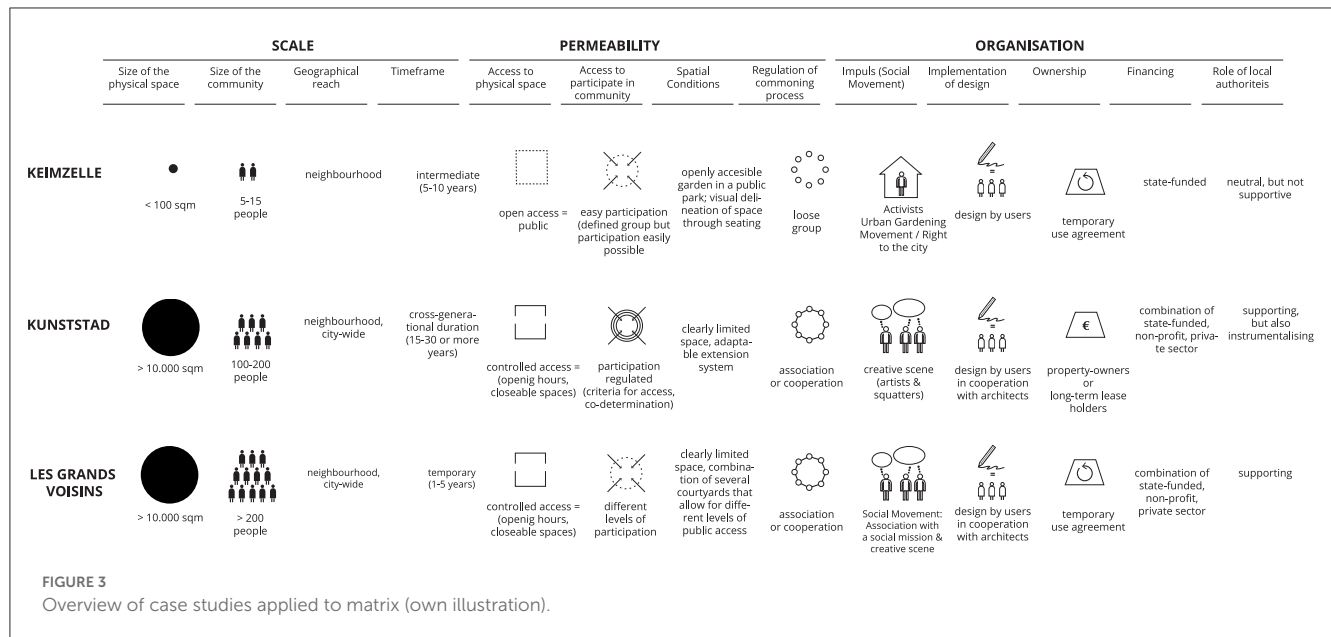 SCALE
PERMEABILITY
ORGANISATION
Size of the
physical space
Size of the
community
Geographical
reach
Timeframe
Access to
physical space
Access to
participate in
community
Spatial
Conditions
Regulation of
commoning
process
Impuls (Social
Movement)
Implementation
of design
Ownership
Financing
Role of local
authoriteis
KEIMZELLE
< 100 sqm
5-15
people
neighbourhood
intermediate
(5-10 years)
open access =
public
easy participation
(defined group but
participation easily
possible
openly accesible
garden in a public
park; visual deli-
neation of space
through seating
loose
group
Activists
Urban Gardening
Movement / Right
to the city
=
design by users
temporary
use agreement
state-funded
neutral, but not
supportive
KUNSTSTAD
> 10.000 sqm
100-200
people
neighbourhood,
city-wide
cross-genera-
tional duration
(15-30 or more
years)
controlled access =
(openig hours,
closeable spaces)
participation
regulated
(criteria for access,
co-determination)
clearly limited
space, adapta-
ble extension
system
association
or cooperation
creative scene
(artists &
squatters)
=
design by users
in cooperation
with architects
€
property-owners
or
long-term lease
holders
combination of
state-funded,
non-profit, priva-
te sector
supporting,
but also
instrumentalising
LES GRANDS
VOISINS
> 10.000 sqm
> 200
people
neighbourhood,
city-wide
temporary
(1-5 years)
controlled access =
(openig hours,
closeable spaces)
different
levels of
participation
clearly limited
space, combina-
tion of several
courtyards that
allow for diffe-
rent levels of
public access
association
or cooperation
Social Movement:
Association with
a social mission &
creative scene
=
design by users
in cooperation
with architects
temporary
use agreement
combination of
state-funded,
non-profit,
private sector
supporting
FIGURE 3
Overview of case studies applied to matrix (own illustration).